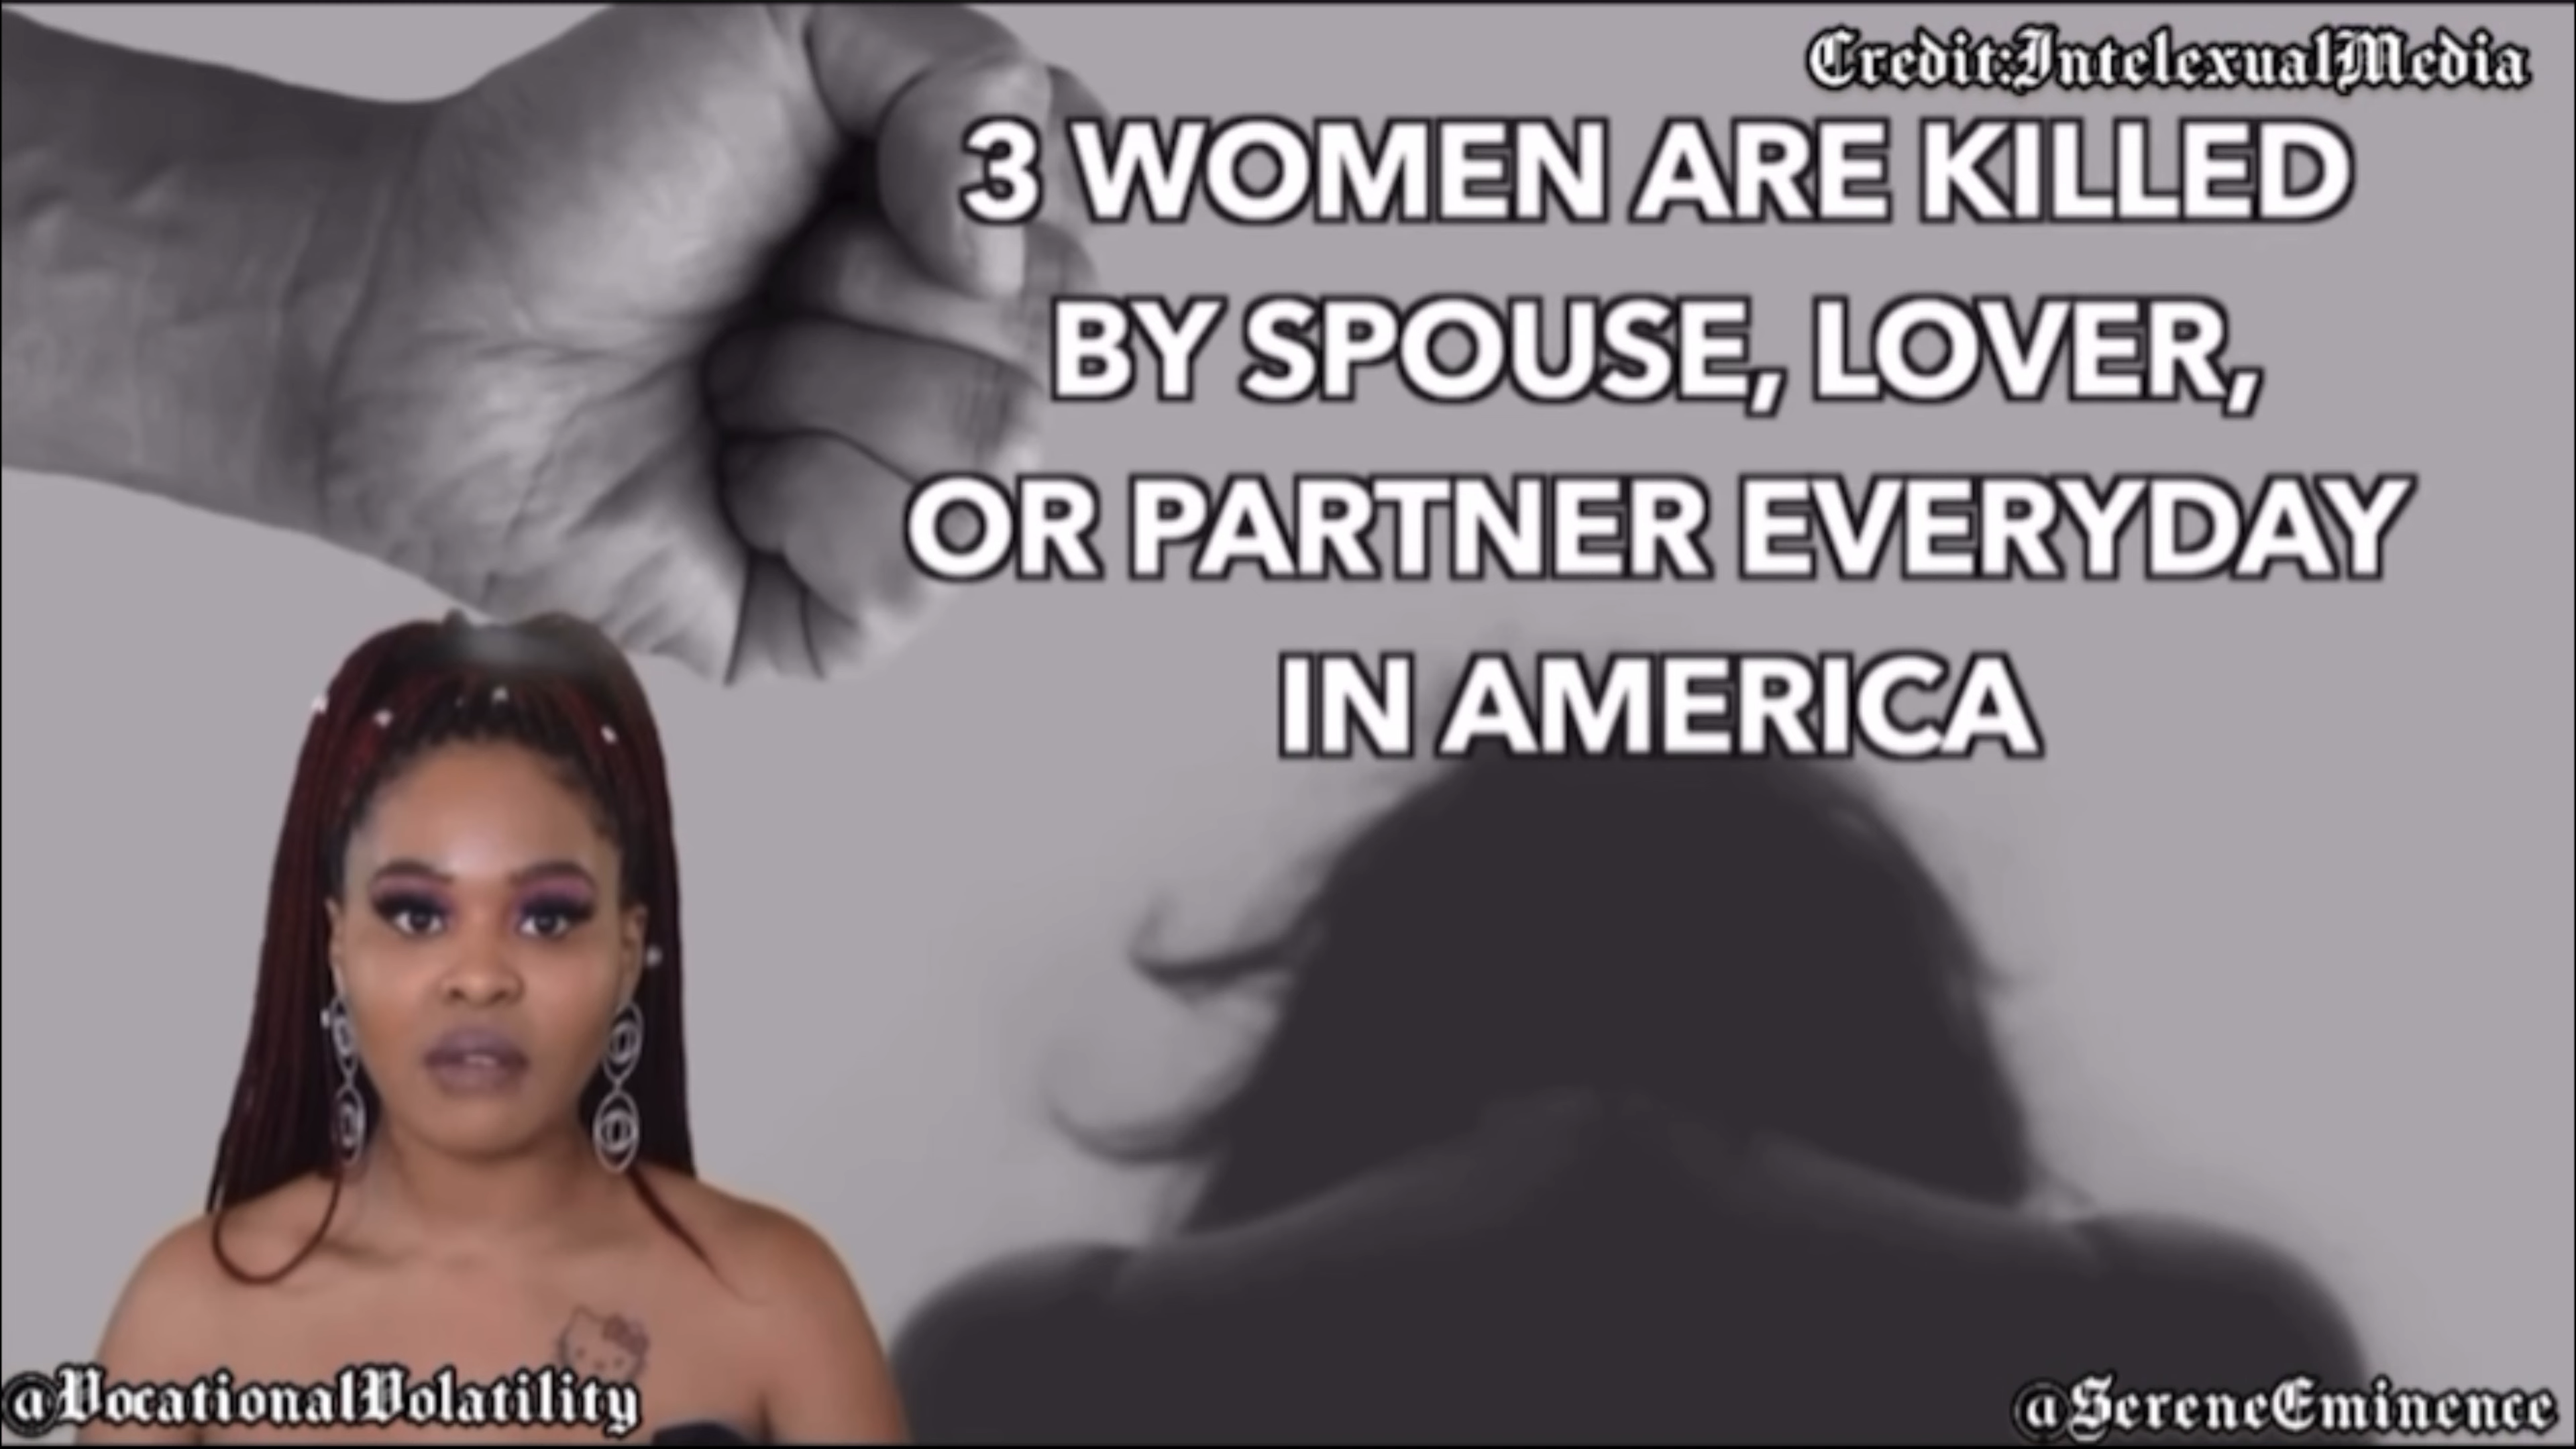 Credit:IntelexualMedia
3 WOMEN ARE KILLED
BY SPOUSE, LOVER,
OR PARTNER EVERYDAY
IN AMERICA
@VocationalVolatility
@SereneEminence